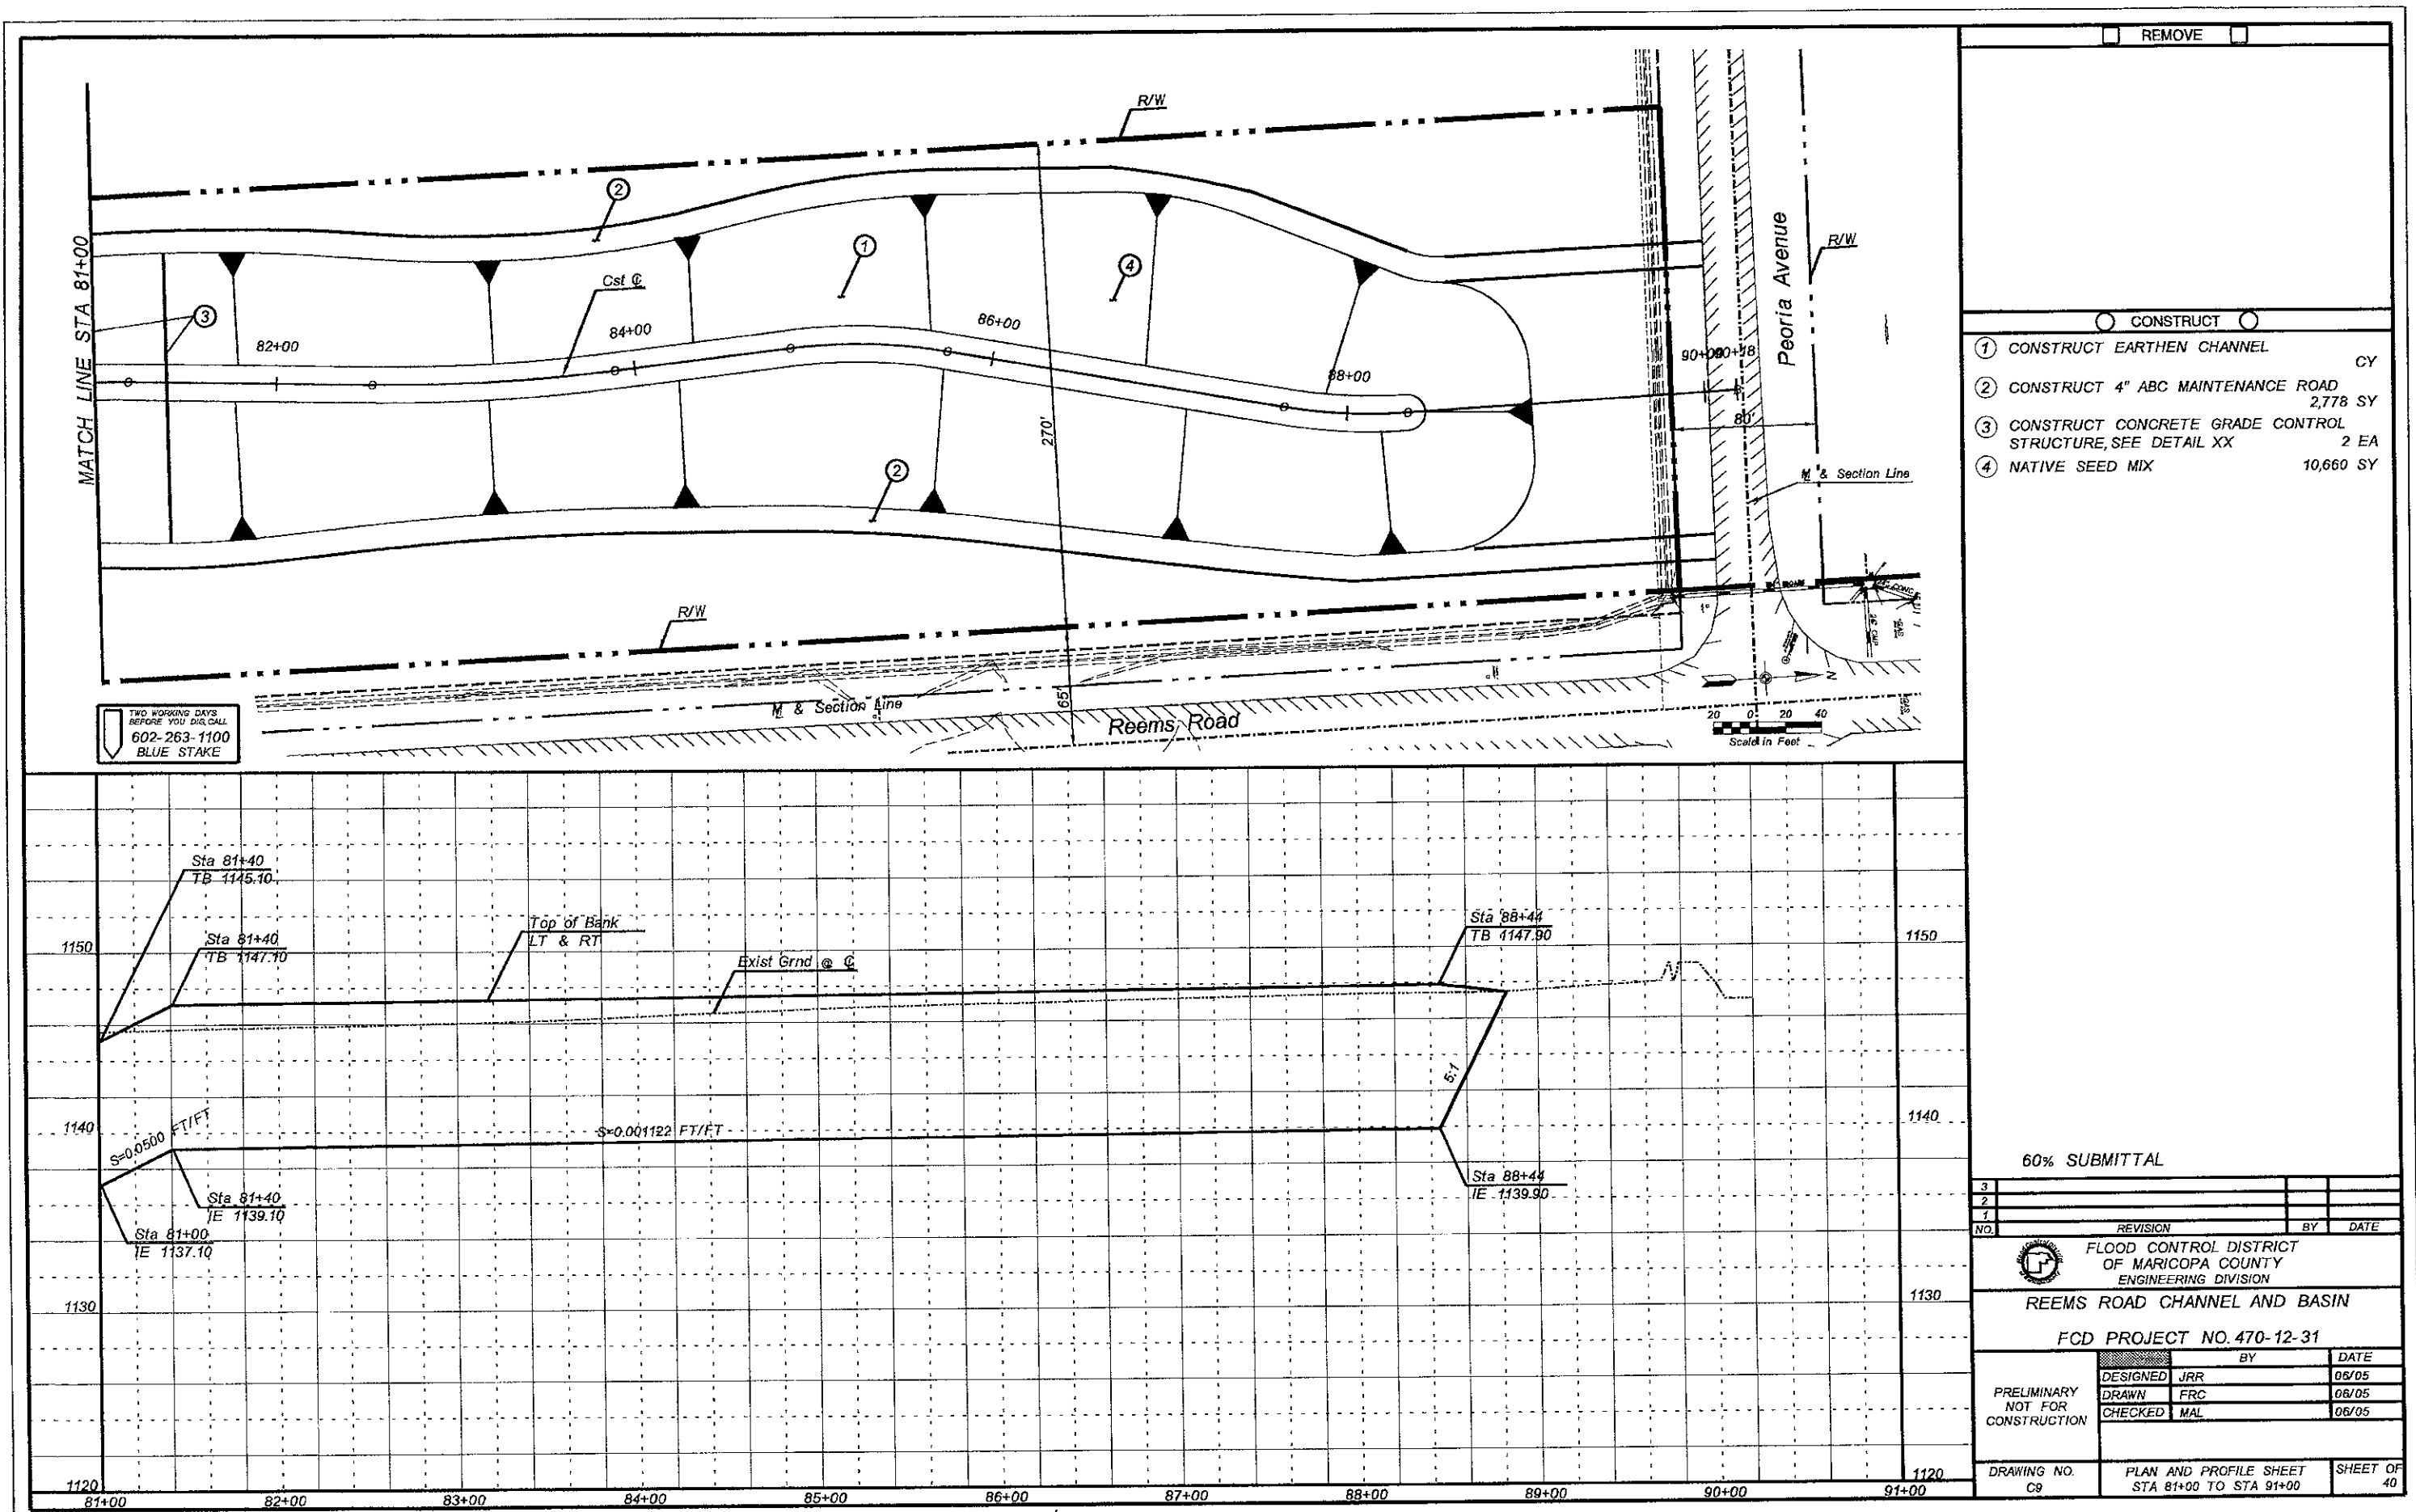 R/W
2
MATCH LINE STA 81+00
1
Cst ℄
4
3
82+00
84+00
86+00
88+00
270'
2
R/W
Peoria Avenue
R/W
80'
M & Section Line
M & Section Line
65'
Reems Road
N
20 0 20 40
Scale in Feet
TWO WORKING DAYS
BEFORE YOU DIG, CALL
602-263-1100
BLUE STAKE
Sta 81+40
TB 1145.10
Sta 81+40
TB 1147.10
Top of Bank
LT & RT
Exist Grnd @ ℄
Sta 88+44
TB 1147.90
1150
1150
5:1
S=0.0500 FT/FT
S=0.001122 FT/FT
1140
1140
Sta 81+40
IE 1139.10
Sta 81+00
IE 1137.10
Sta 88+44
IE 1139.90
1130
1130
1120
1120
81+00 82+00 83+00 84+00 85+00 86+00 87+00 88+00 89+00 90+00 91+00
REMOVE
CONSTRUCT
1 CONSTRUCT EARTHEN CHANNEL
CY
2 CONSTRUCT 4" ABC MAINTENANCE ROAD
2,778 SY
3 CONSTRUCT CONCRETE GRADE CONTROL
STRUCTURE, SEE DETAIL XX 2 EA
4 NATIVE SEED MIX 10,660 SY
60% SUBMITTAL
3
2
1
NO. REVISION BY DATE
FLOOD CONTROL DISTRICT
OF MARICOPA COUNTY
ENGINEERING DIVISION
REEMS ROAD CHANNEL AND BASIN
FCD PROJECT NO. 470-12-31
PRELIMINARY
NOT FOR
CONSTRUCTION
BY DATE
DESIGNED JRR 06/05
DRAWN FRC 06/05
CHECKED MAL 06/05
DRAWING NO.
C9
PLAN AND PROFILE SHEET
STA 81+00 TO STA 91+00
SHEET OF
40